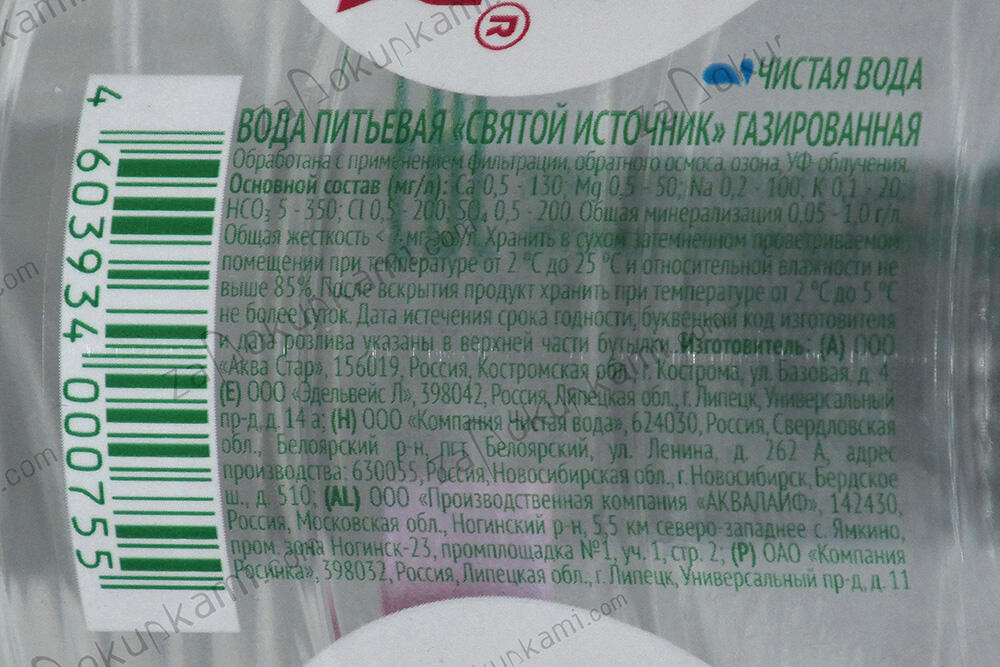 ®
ЧИСТАЯ ВОДА
ВОДА ПИТЬЕВАЯ «СВЯТОЙ ИСТОЧНИК» ГАЗИРОВАННАЯ
Обработана с применением фильтрации, обратного осмоса, озона, УФ-облучения.
Основной состав (мг/л): Ca 0,5 - 130; Mg 0,5 - 50; Na 0,2 - 100; K 0,1 - 20;
HCO₃ 5 - 350; Cl 0,5 - 200; SO₄ 0,5 - 200. Общая минерализация 0,05 - 1,0 г/л.
Общая жесткость < 7 мг-экв/л. Хранить в сухом затемненном проветриваемом
помещении при температуре от 2 °C до 25 °C и относительной влажности не
выше 85%. После вскрытия продукт хранить при температуре от 2 °C до 5 °C
не более суток. Дата истечения срока годности, буквенный код изготовителя
и дата розлива указаны в верхней части бутылки. Изготовитель: (A) ООО
«Аква Стар», 156019, Россия, Костромская обл., г. Кострома, ул. Базовая, д. 4;
(E) ООО «Эдельвейс Л», 398042, Россия, Липецкая обл., г. Липецк, Универсальный
пр-д, д. 14 а; (H) ООО «Компания Чистая вода», 624030, Россия, Свердловская
обл., Белоярский р-н, пгт. Белоярский, ул. Ленина, д. 262 А, адрес
производства: 630055, Россия, Новосибирская обл., г. Новосибирск, Бердское
ш., д. 510; (AL) ООО «Производственная компания «АКВАЛАЙФ», 142430,
Россия, Московская обл., Ногинский р-н, 5,5 км северо-западнее с. Ямкино,
пром. зона Ногинск-23, промплощадка №1, уч. 1, стр. 2; (P) ОАО «Компания
Росинка», 398032, Россия, Липецкая обл., г. Липецк, Универсальный пр-д, д. 11
4 603934 000755
zaПokupkami.com